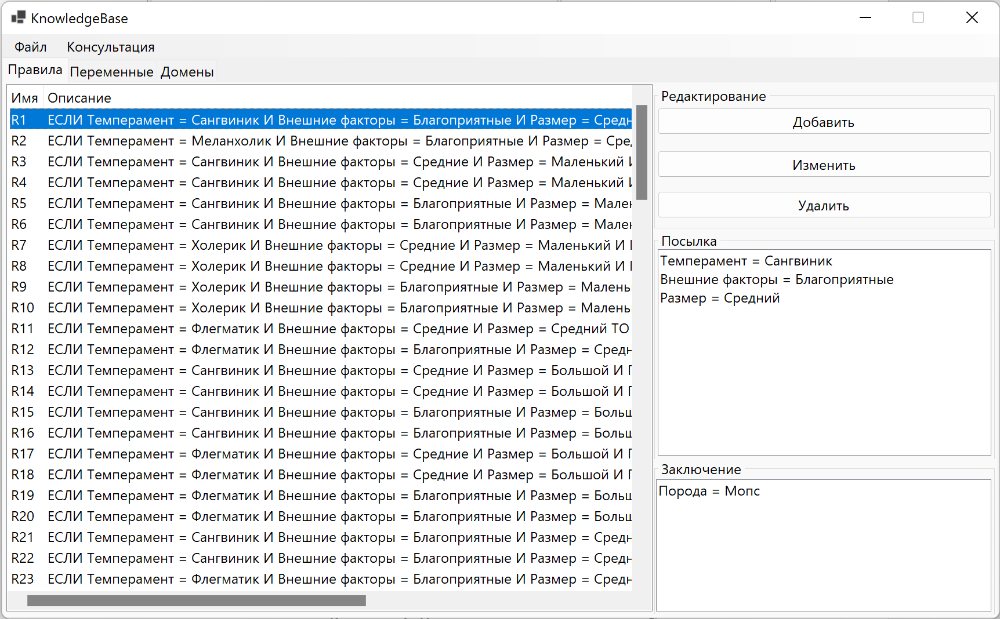 KnowledgeBase
Файл Консультация
Правила Переменные Домены
Имя Описание
R1 ЕСЛИ Темперамент = Сангвиник И Внешние факторы = Благоприятные И Размер = Средн
R2 ЕСЛИ Темперамент = Меланхолик И Внешние факторы = Благоприятные И Размер = Сре
R3 ЕСЛИ Темперамент = Сангвиник И Внешние факторы = Средние И Размер = Маленький И
R4 ЕСЛИ Темперамент = Сангвиник И Внешние факторы = Средние И Размер = Маленький И
R5 ЕСЛИ Темперамент = Сангвиник И Внешние факторы = Благоприятные И Размер = Мален
R6 ЕСЛИ Темперамент = Сангвиник И Внешние факторы = Благоприятные И Размер = Мален
R7 ЕСЛИ Темперамент = Холерик И Внешние факторы = Средние И Размер = Маленький И
R8 ЕСЛИ Темперамент = Холерик И Внешние факторы = Средние И Размер = Маленький И
R9 ЕСЛИ Темперамент = Холерик И Внешние факторы = Благоприятные И Размер = Малень
R10 ЕСЛИ Темперамент = Холерик И Внешние факторы = Благоприятные И Размер = Малень
R11 ЕСЛИ Темперамент = Флегматик И Внешние факторы = Средние И Размер = Средний ТО
R12 ЕСЛИ Темперамент = Флегматик И Внешние факторы = Благоприятные И Размер = Средн
R13 ЕСЛИ Темперамент = Сангвиник И Внешние факторы = Средние И Размер = Большой И
R14 ЕСЛИ Темперамент = Сангвиник И Внешние факторы = Средние И Размер = Большой И
R15 ЕСЛИ Темперамент = Сангвиник И Внешние факторы = Благоприятные И Размер = Больш
R16 ЕСЛИ Темперамент = Сангвиник И Внешние факторы = Благоприятные И Размер = Больш
R17 ЕСЛИ Темперамент = Флегматик И Внешние факторы = Средние И Размер = Большой И
R18 ЕСЛИ Темперамент = Флегматик И Внешние факторы = Средние И Размер = Большой И
R19 ЕСЛИ Темперамент = Флегматик И Внешние факторы = Благоприятные И Размер = Больш
R20 ЕСЛИ Темперамент = Флегматик И Внешние факторы = Благоприятные И Размер = Больш
R21 ЕСЛИ Темперамент = Сангвиник И Внешние факторы = Благоприятные И Размер = Средн
R22 ЕСЛИ Темперамент = Сангвиник И Внешние факторы = Благоприятные И Размер = Средн
R23 ЕСЛИ Темперамент = Флегматик И Внешние факторы = Благоприятные И Размер = Средн
Редактирование
Добавить
Изменить
Удалить
Посылка
Темперамент = Сангвиник
Внешние факторы = Благоприятные
Размер = Средний
Заключение
Порода = Мопс